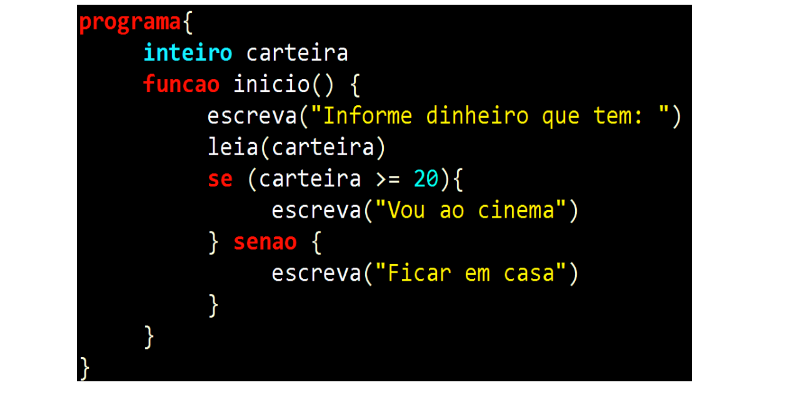 programa{
inteiro carteira
funcao inicio() {
escreva("Informe dinheiro que tem: ")
leia(carteira)
se (carteira >= 20){
escreva("Vou ao cinema")
} senao {
escreva("Ficar em casa")
}
}
}